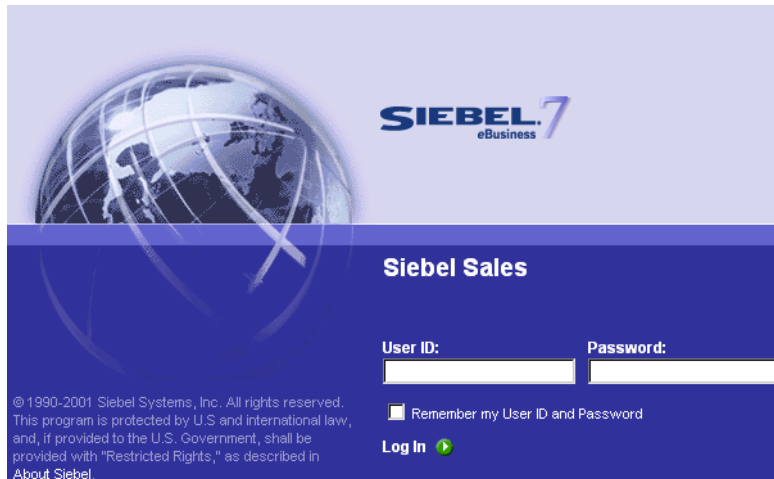 SIEBEL. 7
eBusiness
Siebel Sales
User ID: Password:
Remember my User ID and Password
Log In
© 1990-2001 Siebel Systems, Inc. All rights reserved.
This program is protected by U.S and international law,
and, if provided to the U.S. Government, shall be
provided with "Restricted Rights," as described in
About Siebel.